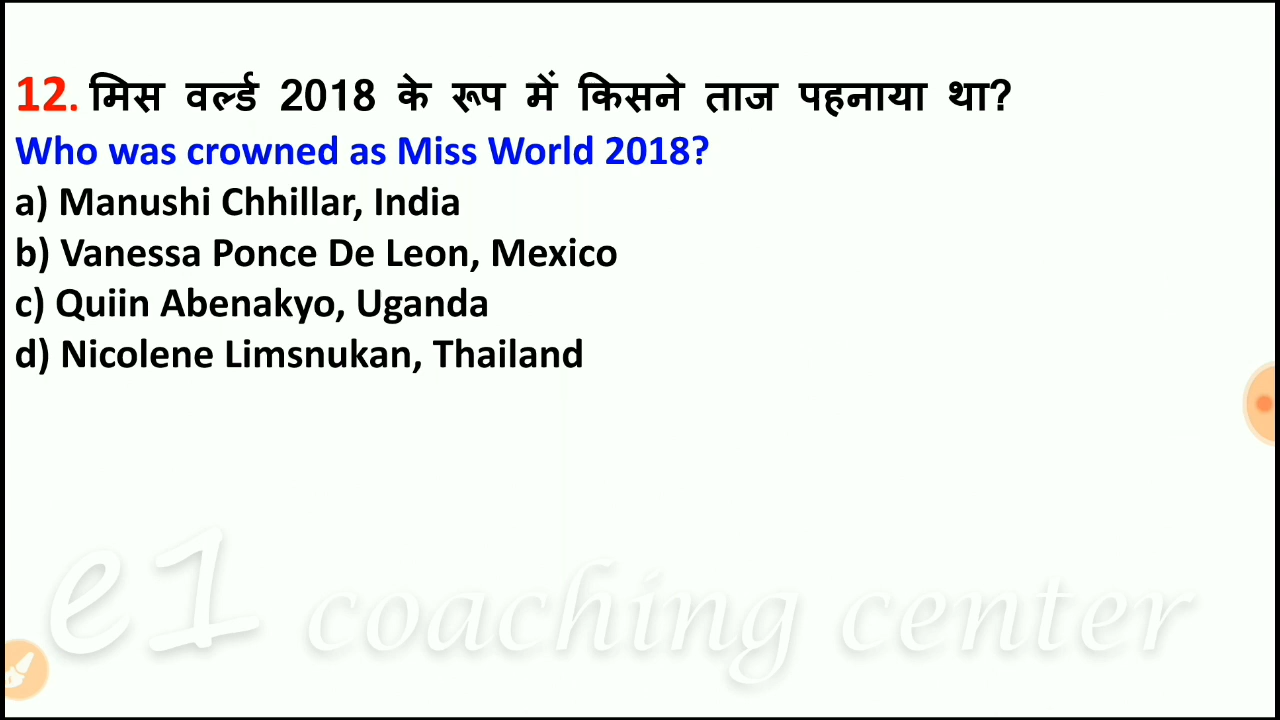 12. मिस वर्ल्ड 2018 के रूप में किसने ताज पहनाया था?
Who was crowned as Miss World 2018?
a) Manushi Chhillar, India
b) Vanessa Ponce De Leon, Mexico
c) Quiin Abenakyo, Uganda
d) Nicolene Limsnukan, Thailand
e1 coaching center